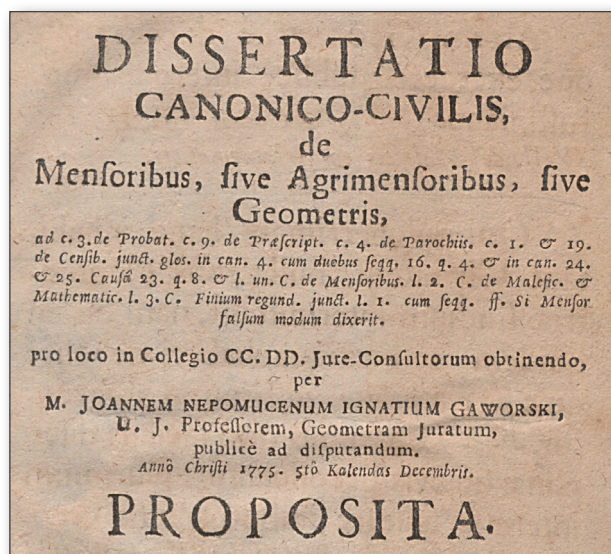 DISSERTATIO
CANONICO-CIVILIS,
de
Menſoribus, ſive Agrimenſoribus, ſive
Geometris,
ad c. 3. de Probat. c. 9. de Præſcript. c. 4. de Parochiis. c. 1. & 19.
de Cenſib. junct. gloſ. in can. 4. cum duebus ſeqq. 16. q. 4. & in can. 24.
& 25. Cauſâ 23. q. 8. & l. un. C. de Menſoribus. l. 2. C. de Malefic. &
Mathematic. l. 3. C. Finium regund. junct. l. 1. cum ſeqq. ff. Si Menſor
falſum modum dixerit.
pro loco in Collegio CC. DD. Jure-Conſultorum obtinendo,
per
M. JOANNEM NEPOMUCENUM IGNATIUM GAWORSKI,
U. J. Profeſſorem, Geometram Juratum,
publicè ad diſputandum.
Annô Chriſti 1775. 5tô Kalendas Decembris.
PROPOSITA.